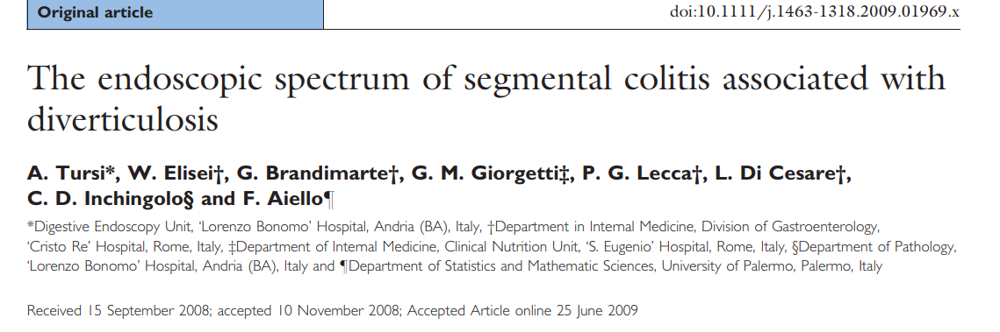 Original article
doi:10.1111/j.1463-1318.2009.01969.x
The endoscopic spectrum of segmental colitis associated with
diverticulosis
A. Tursi*, W. Elisei†, G. Brandimarte†, G. M. Giorgetti‡, P. G. Lecca†, L. Di Cesare†,
C. D. Inchingolo§ and F. Aiello¶
*Digestive Endoscopy Unit, ‘Lorenzo Bonomo’ Hospital, Andria (BA), Italy, †Department in Internal Medicine, Division of Gastroenterology,
‘Cristo Re’ Hospital, Rome, Italy, ‡Department of Internal Medicine, Clinical Nutrition Unit, ‘S. Eugenio’ Hospital, Rome, Italy, §Department of Pathology,
‘Lorenzo Bonomo’ Hospital, Andria (BA), Italy and ¶Department of Statistics and Mathematic Sciences, University of Palermo, Palermo, Italy
Received 15 September 2008; accepted 10 November 2008; Accepted Article online 25 June 2009